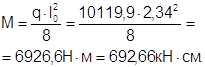 M = q·l₀²/8 = 10119,9·2,34²/8 =
= 6926,6Н·м = 692,66кН·см.